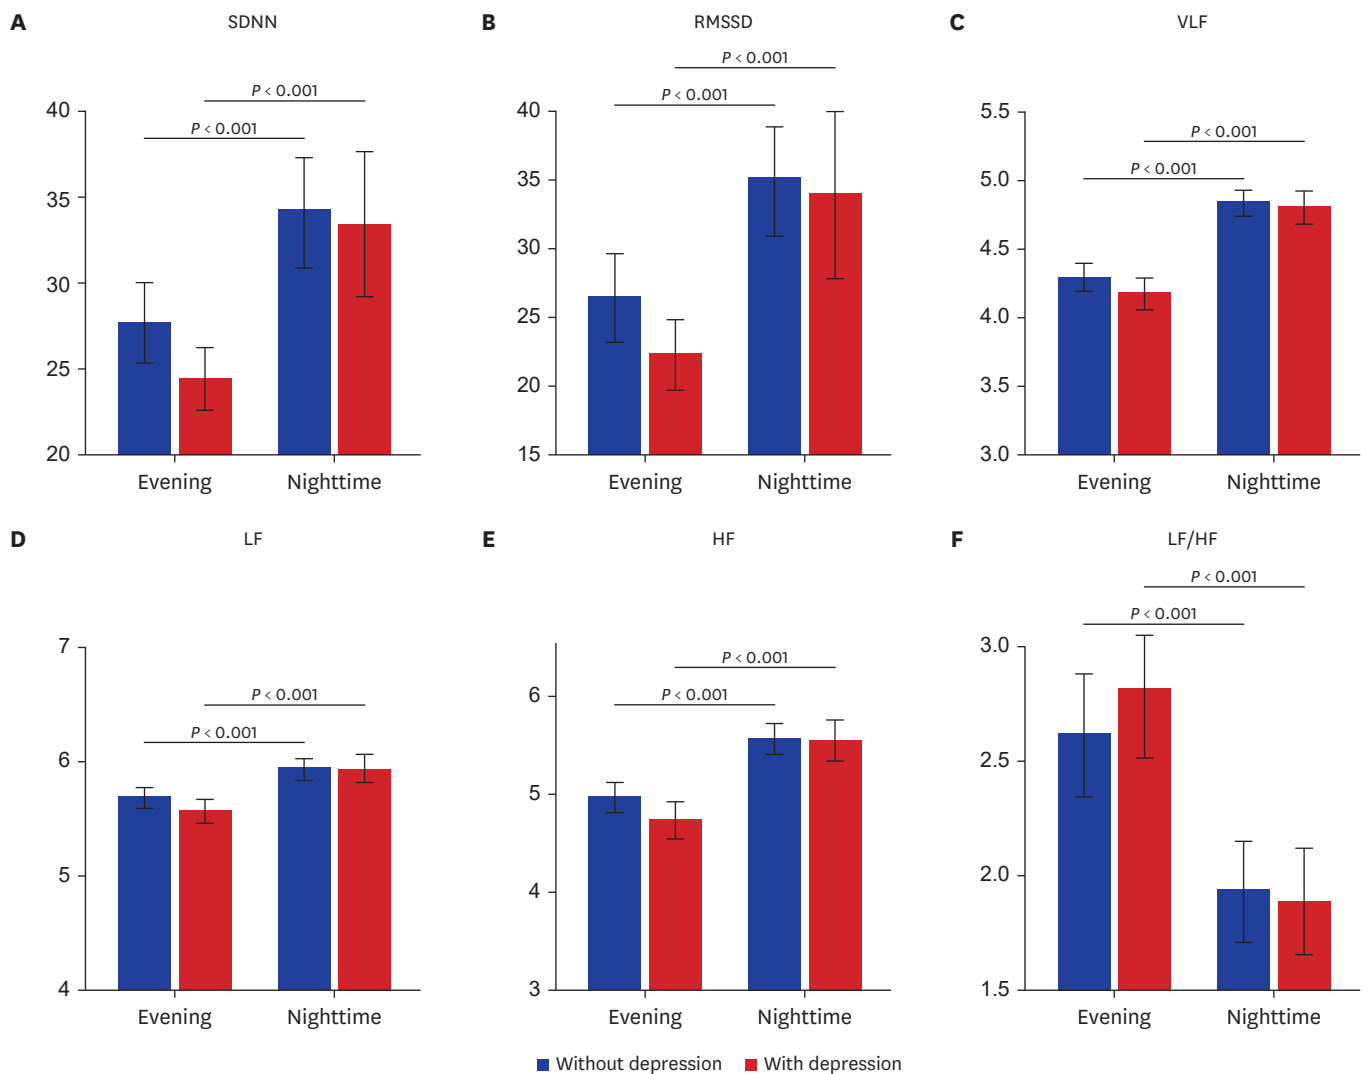 A SDNN
P < 0.001
P < 0.001
40
35
30
25
20
Evening Nighttime
B RMSSD
P < 0.001
P < 0.001
40
35
30
25
20
15
Evening Nighttime
C VLF
P < 0.001
P < 0.001
5.5
5.0
4.5
4.0
3.5
3.0
Evening Nighttime
D LF
P < 0.001
P < 0.001
7
6
5
4
Evening Nighttime
E HF
P < 0.001
P < 0.001
6
5
4
3
Evening Nighttime
F LF/HF
P < 0.001
P < 0.001
3.0
2.5
2.0
1.5
Evening Nighttime
Without depression With depression